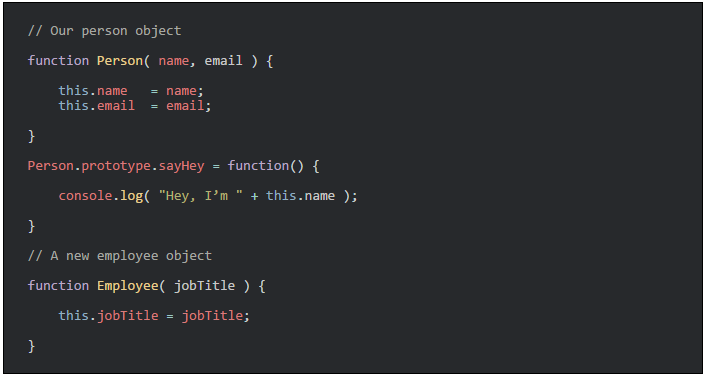 // Our person object
function Person( name, email ) {
this.name   = name;
this.email  = email;
}
Person.prototype.sayHey = function() {
console.log( "Hey, I’m " + this.name );
}
// A new employee object
function Employee( jobTitle ) {
this.jobTitle = jobTitle;
}